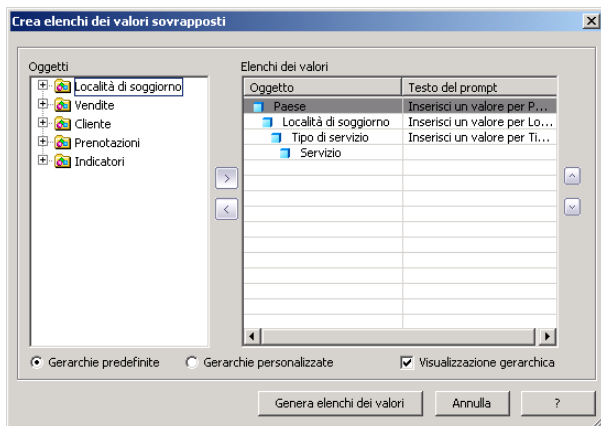 Crea elenchi dei valori sovrapposti
Oggetti
Località di soggiorno
Vendite
Cliente
Prenotazioni
Indicatori
Elenchi dei valori
Oggetto Testo del prompt
Paese Inserisci un valore per P...
Località di soggiorno Inserisci un valore per Lo...
Tipo di servizio Inserisci un valore per Ti...
Servizio
Gerarchie predefinite Gerarchie personalizzate Visualizzazione gerarchica
Genera elenchi dei valori Annulla ?